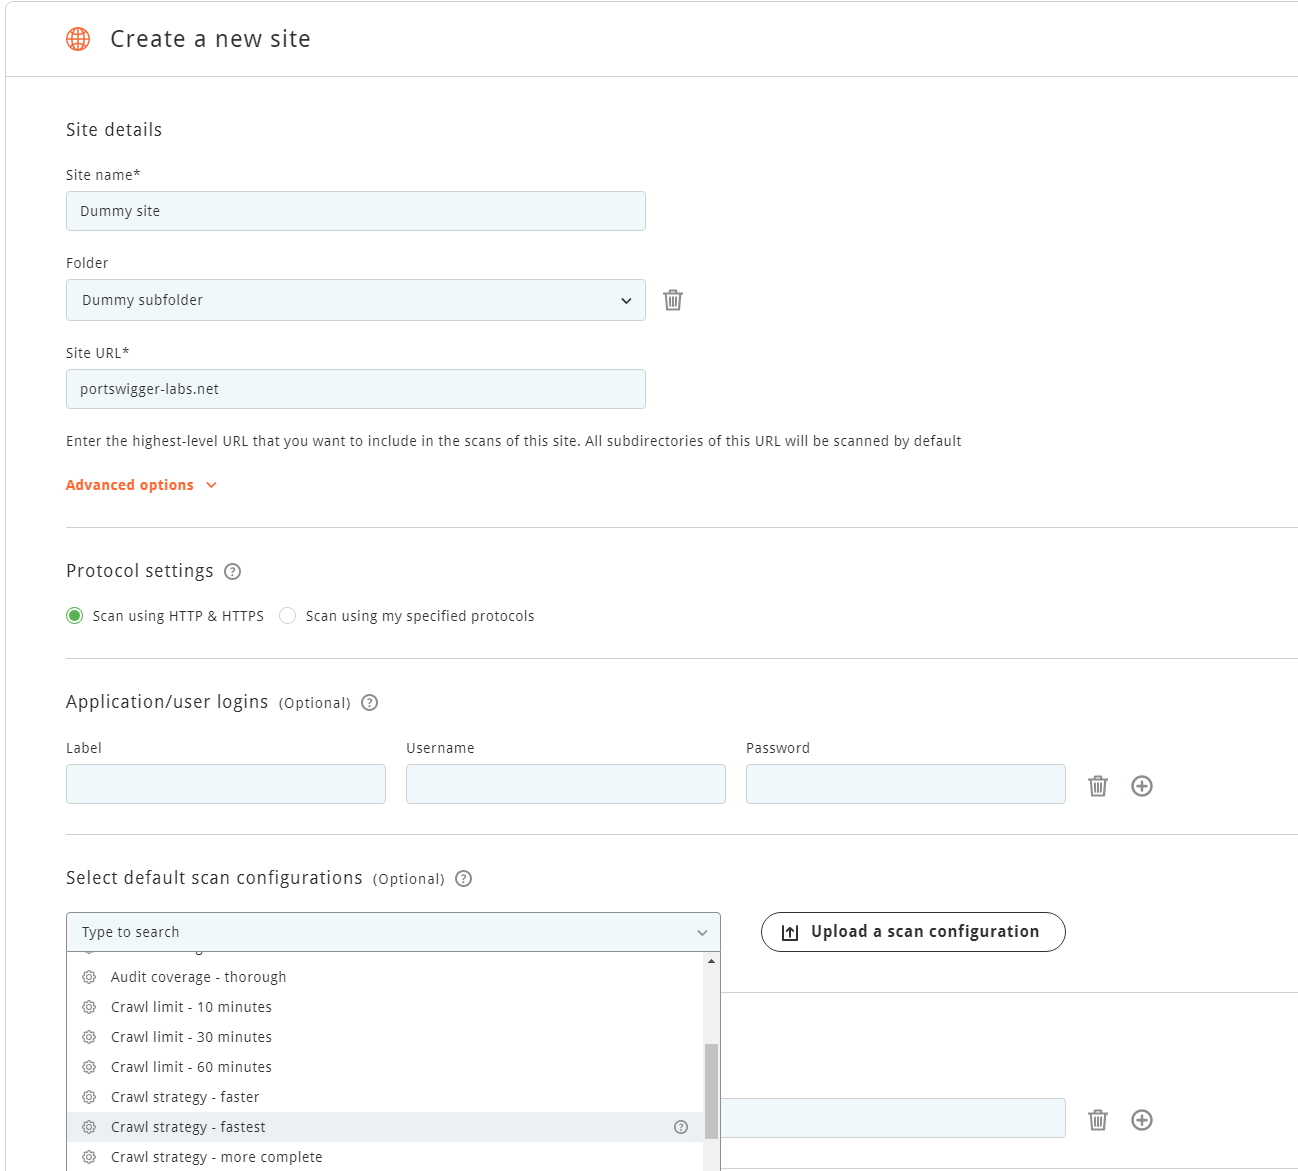 Create a new site
Site details
Site name*
Dummy site
Folder
Dummy subfolder
Site URL*
portswigger-labs.net
Enter the highest-level URL that you want to include in the scans of this site. All subdirectories of this URL will be scanned by default
Advanced options
Protocol settings ?
Scan using HTTP & HTTPS Scan using my specified protocols
Application/user logins (Optional) ?
Label Username Password
Select default scan configurations (Optional) ?
Type to search Upload a scan configuration
Audit coverage - thorough
Crawl limit - 10 minutes
Crawl limit - 30 minutes
Crawl limit - 60 minutes
Crawl strategy - faster
Crawl strategy - fastest ?
Crawl strategy - more complete